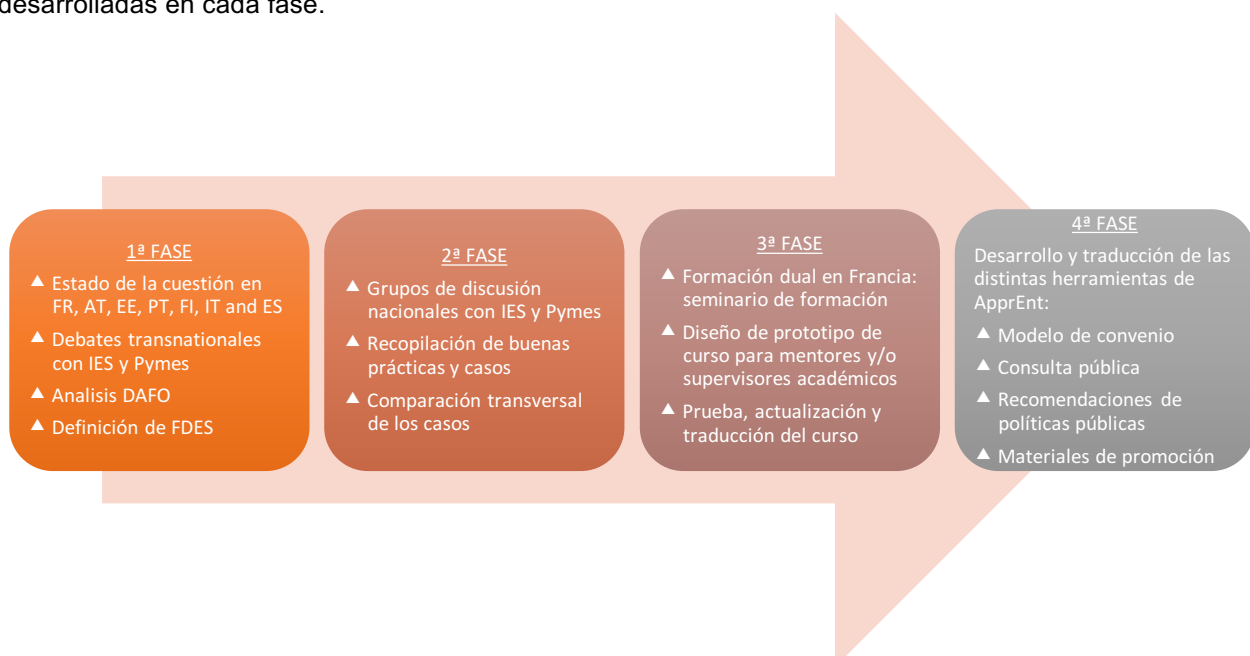 desarrolladas en cada fase.
1ª FASE
▲ Estado de la cuestión en
FR, AT, EE, PT, FI, IT and ES
▲ Debates transnationales
con IES y Pymes
▲ Analisis DAFO
▲ Definición de FDES
2ª FASE
▲ Grupos de discusión
nacionales con IES y Pymes
▲ Recopilación de buenas
prácticas y casos
▲ Comparación transversal
de los casos
3ª FASE
▲ Formación dual en Francia:
seminario de formación
▲ Diseño de prototipo de
curso para mentores y/o
supervisores académicos
▲ Prueba, actualización y
traducción del curso
4ª FASE
Desarrollo y traducción de las
distintas herramientas de
ApprEnt:
▲ Modelo de convenio
▲ Consulta pública
▲ Recomendaciones de
políticas públicas
▲ Materiales de promoción